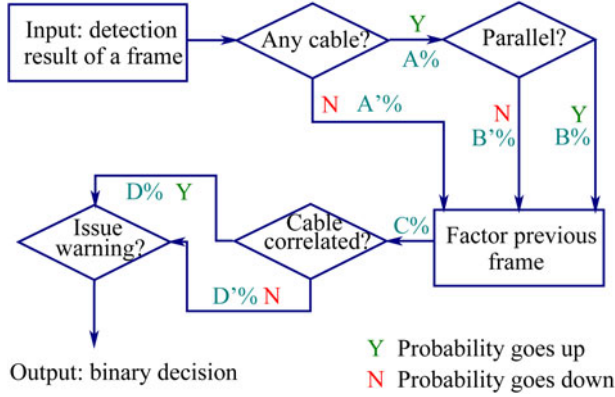 Input: detection
result of a frame
Any cable?
Y
A%
Parallel?
N A'%
N
B'%
Y
B%
D% Y
Issue
warning?
Cable
correlated?
C%
Factor previous
frame
D'% N
Output: binary decision
Y Probability goes up
N Probability goes down